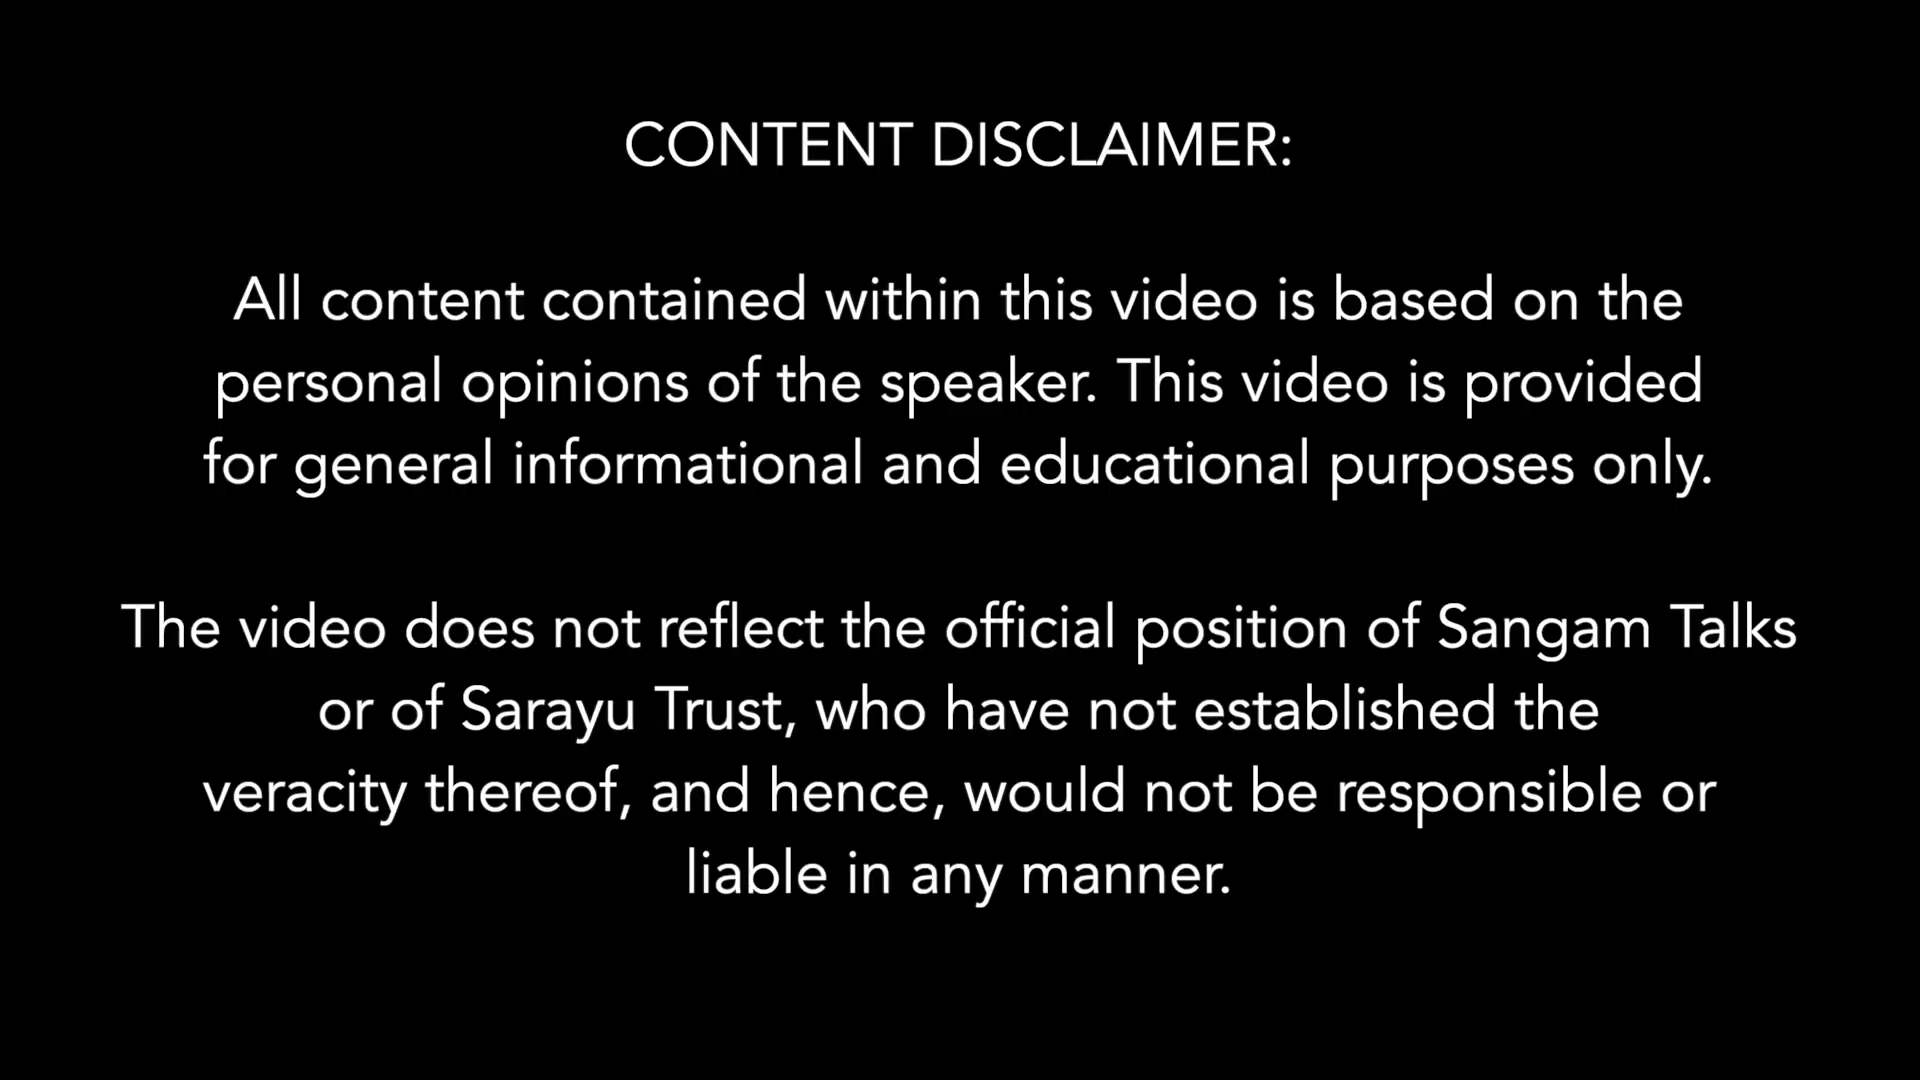 CONTENT DISCLAIMER:
All content contained within this video is based on the
personal opinions of the speaker. This video is provided
for general informational and educational purposes only.
The video does not reflect the official position of Sangam Talks
or of Sarayu Trust, who have not established the
veracity thereof, and hence, would not be responsible or
liable in any manner.